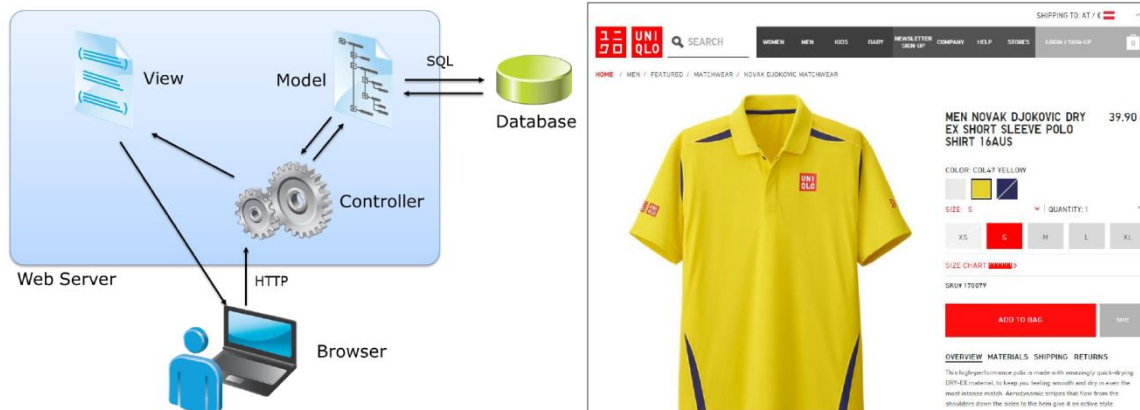 View
Model
SQL
Database
Controller
Web Server
HTTP
Browser
SHIPPING TO: AT / €
ユニ
クロ
UNI
QLO
SEARCH
WOMEN MEN KIDS BABY NEWSLETTER SIGN-UP COMPANY HELP STORES LOGIN / SIGN-UP
0
HOME / MEN / FEATURED / MATCHWEAR / NOVAK DJOKOVIC MATCHWEAR
UNI
QLO
MEN NOVAK DJOKOVIC DRY 39,90
EX SHORT SLEEVE POLO
SHIRT 16AUS
COLOR: COL47 YELLOW
SIZE: S QUANTITY: 1
XS S M L XL
SIZE CHART
SKU# 170079
ADD TO BAG
OVERVIEW MATERIALS SHIPPING RETURNS
This high-performance polo is made with amazingly quick-drying
DRY-EX material, to keep you feeling smooth and dry in even the
most intense match. Aerodynamic stripes that flow from the
shoulders down the sides to the hem give it an active style